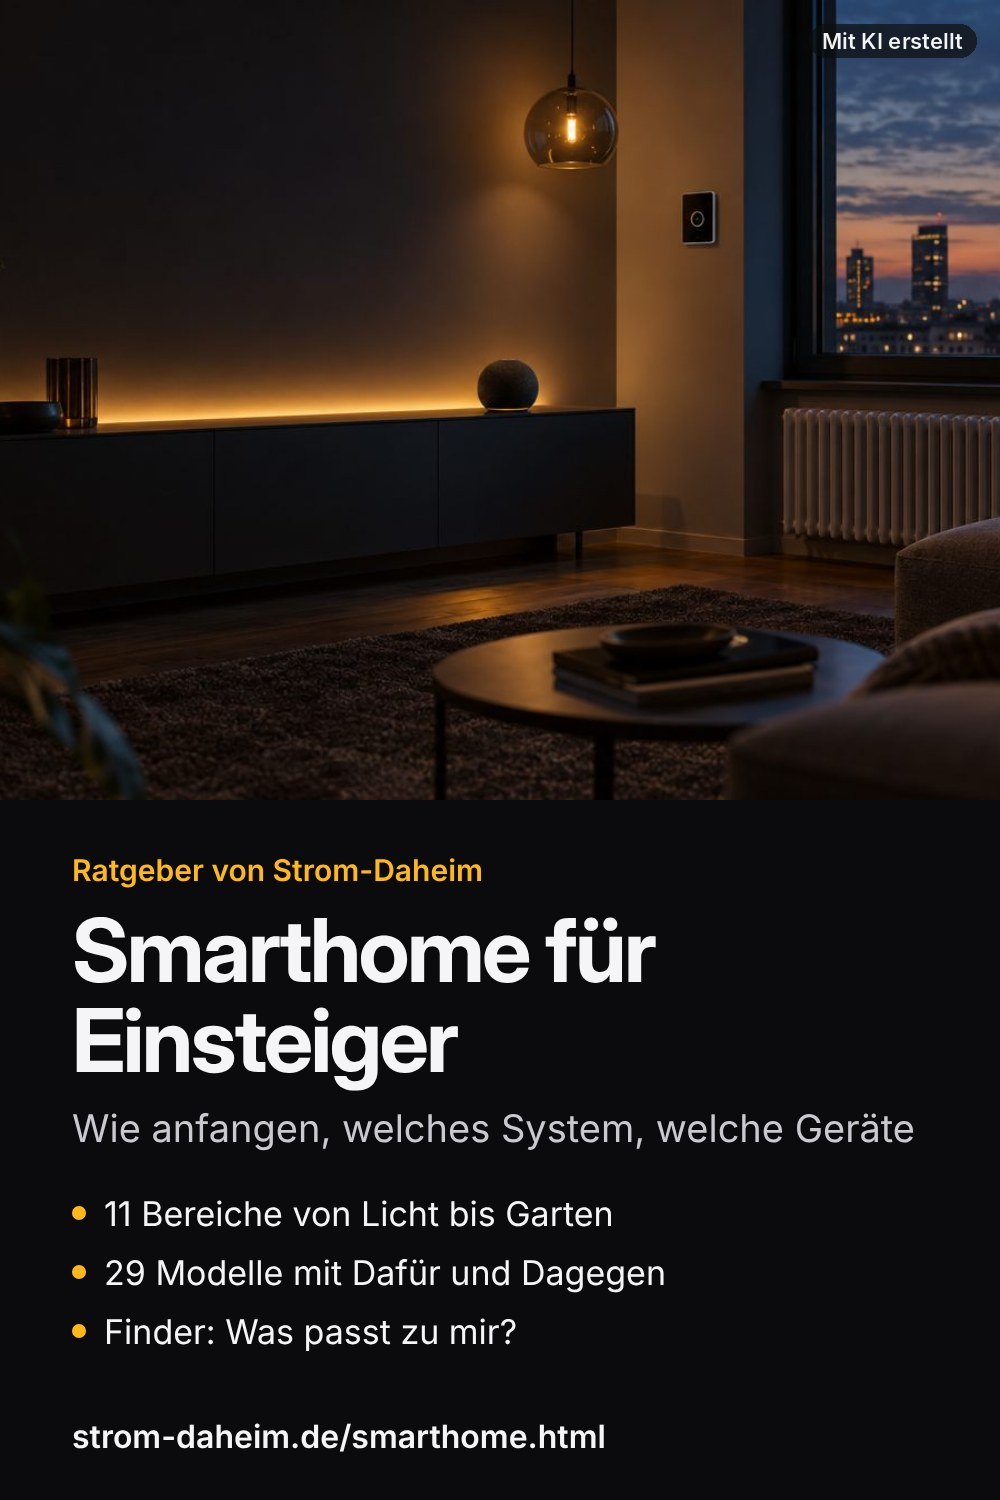 Mit KI erstellt
Ratgeber von Strom-Daheim
Smarthome für
Einsteiger
Wie anfangen, welches System, welche Geräte
11 Bereiche von Licht bis Garten
29 Modelle mit Dafür und Dagegen
Finder: Was passt zu mir?
strom-daheim.de/smarthome.html